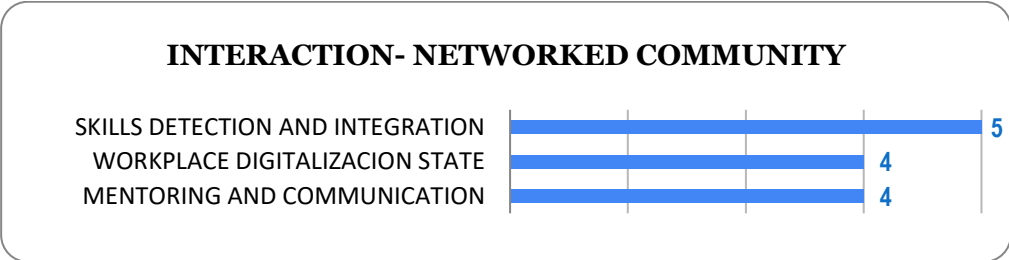 INTERACTION- NETWORKED COMMUNITY
SKILLS DETECTION AND INTEGRATION 5
WORKPLACE DIGITALIZACION STATE 4
MENTORING AND COMMUNICATION 4